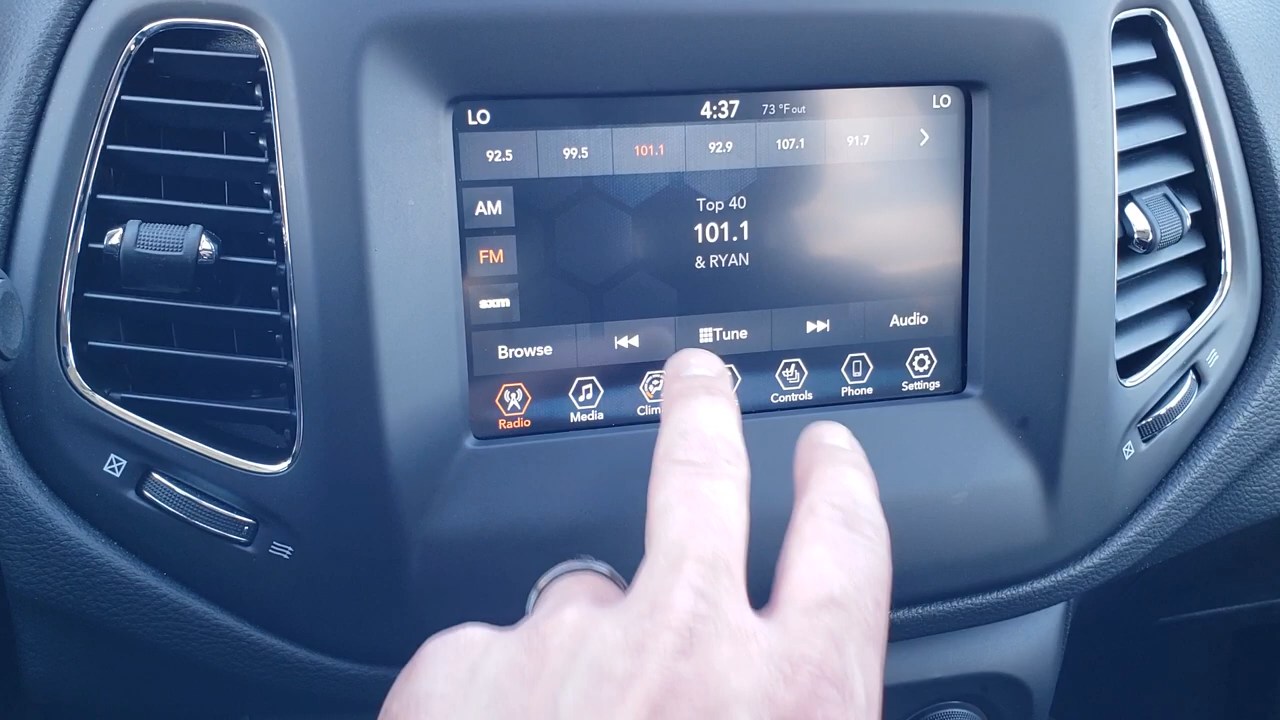 LO 4:37 73 °F out LO
92.5 99.5 101.1 92.9 107.1 91.7
AM
FM
sxm
Top 40
101.1
& RYAN
Browse Tune Audio
Radio Media Controls Phone Settings